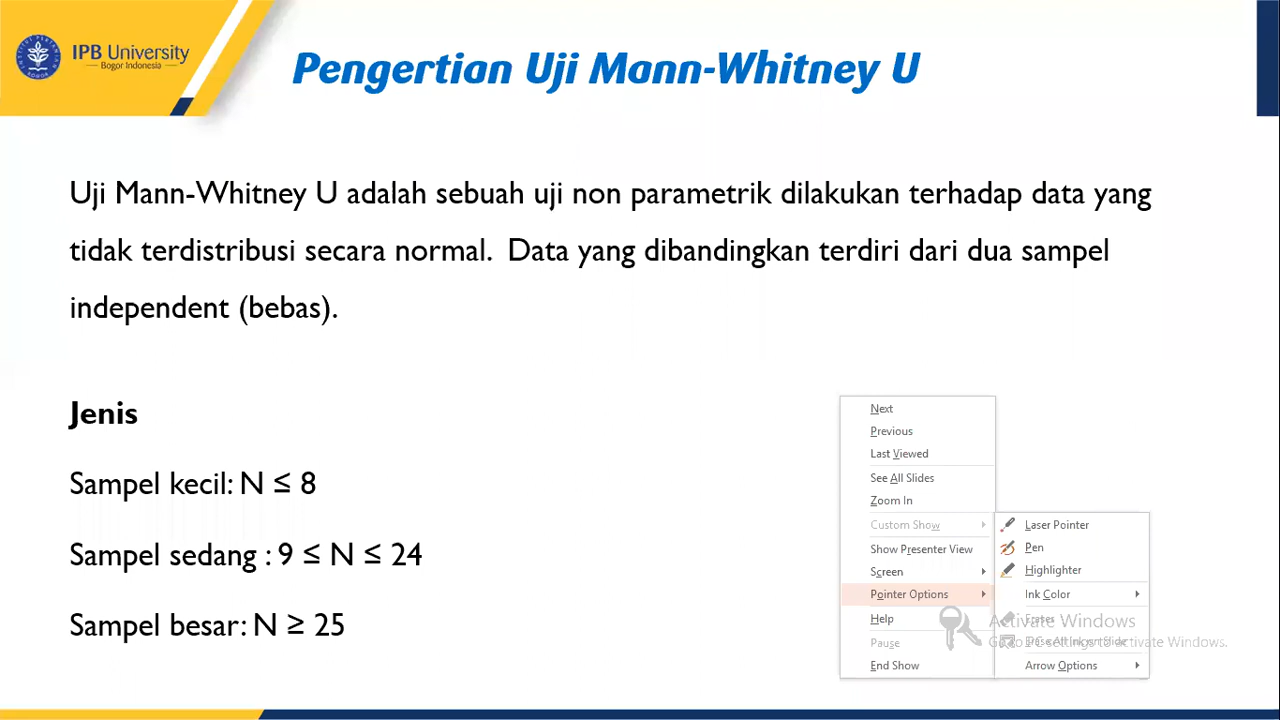 IPB University
Bogor Indonesia
Pengertian Uji Mann-Whitney U
Uji Mann-Whitney U adalah sebuah uji non parametrik dilakukan terhadap data yang
tidak terdistribusi secara normal. Data yang dibandingkan terdiri dari dua sampel
independent (bebas).
Jenis
Sampel kecil: N ≤ 8
Sampel sedang : 9 ≤ N ≤ 24
Sampel besar: N ≥ 25
Next
Previous
Last Viewed
See All Slides
Zoom In
Custom Show
Show Presenter View
Screen
Pointer Options
Help
Pause
End Show
Laser Pointer
Pen
Highlighter
Ink Color
Eraser
Erase All Ink on Slide
Arrow Options
Activate Windows
Go to PC settings to activate Windows.